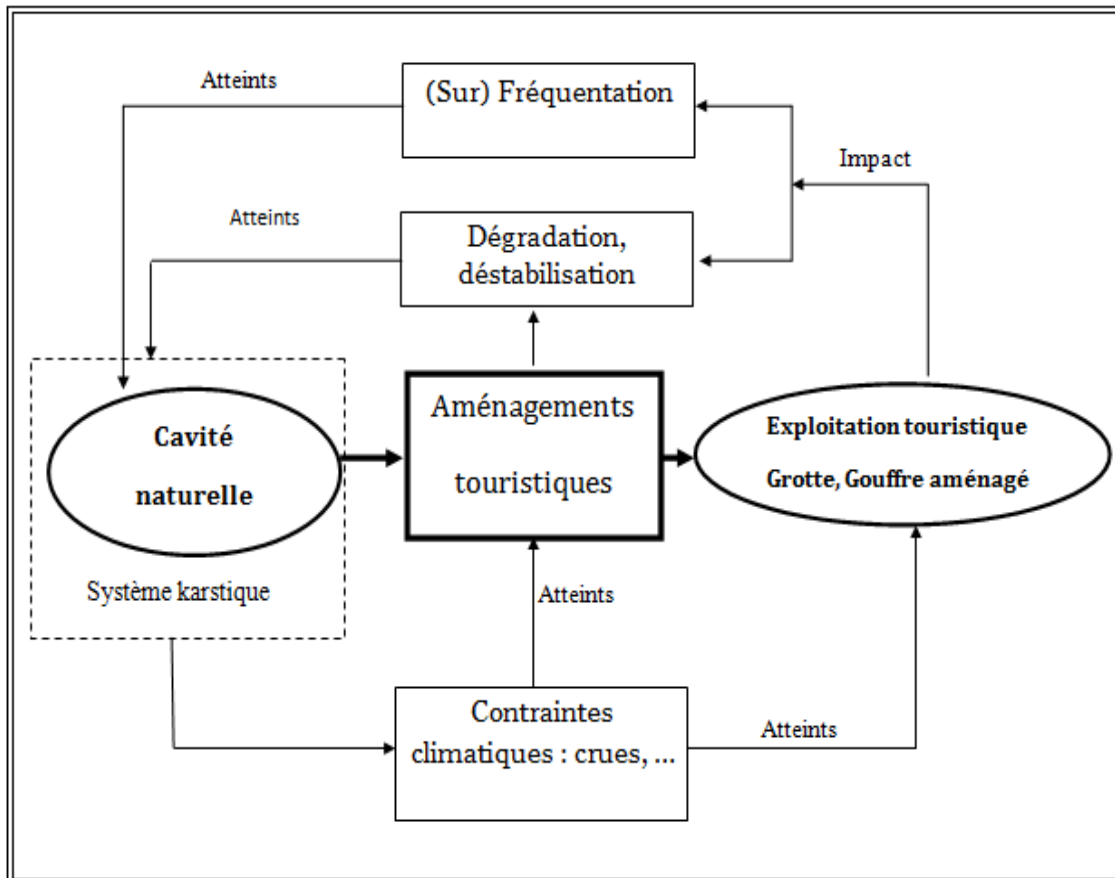 Atteints
(Sur) Fréquentation
Impact
Atteints
Dégradation,
déstabilisation
Cavité
naturelle
Système karstique
Aménagements
touristiques
Exploitation touristique
Grotte, Gouffre aménagé
Atteints
Contraintes
climatiques : crues, ...
Atteints